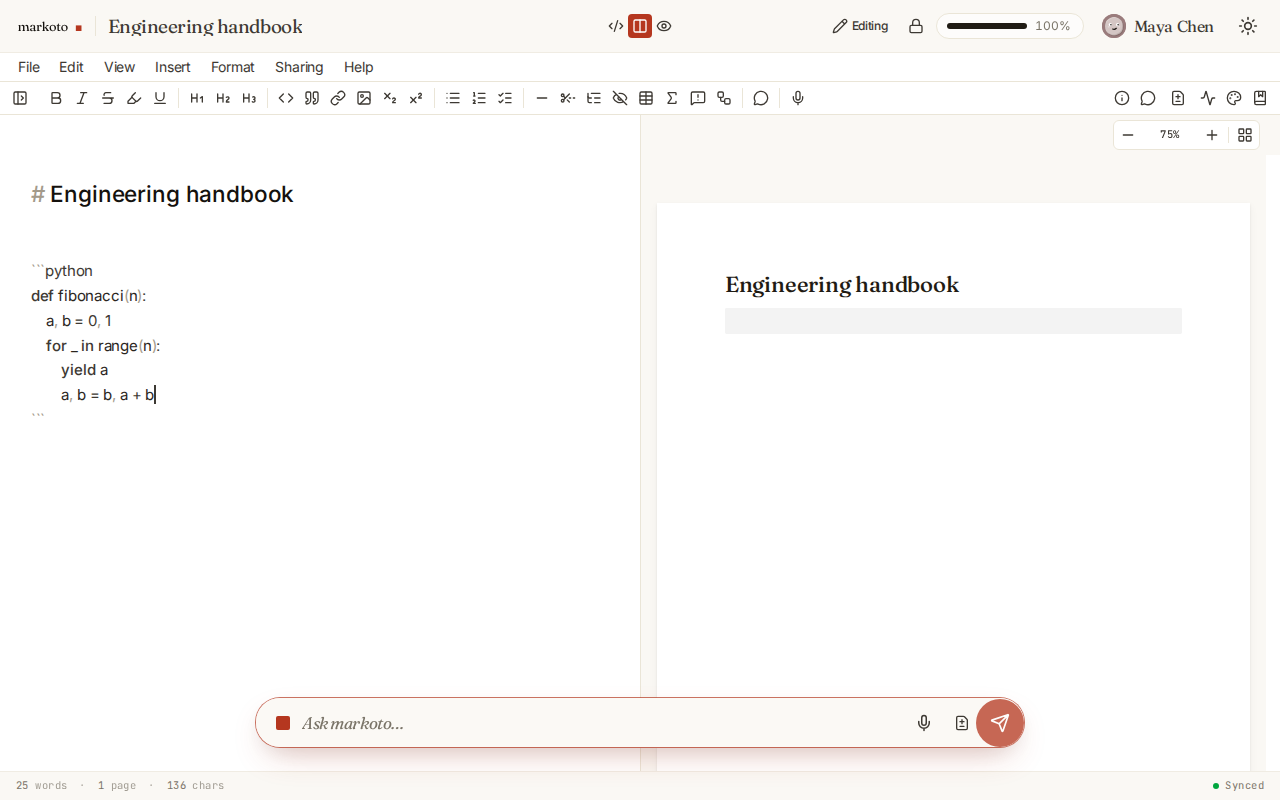 markoto
Engineering handbook
Editing
100%
Maya Chen
File Edit View Insert Format Sharing Help
H1 H2 H3
75%
# Engineering handbook
```python
def fibonacci(n):
    a, b = 0, 1
    for _ in range(n):
        yield a
        a, b = b, a + b
```
Engineering handbook
Ask markoto...
25 words · 1 page · 136 chars
Synced